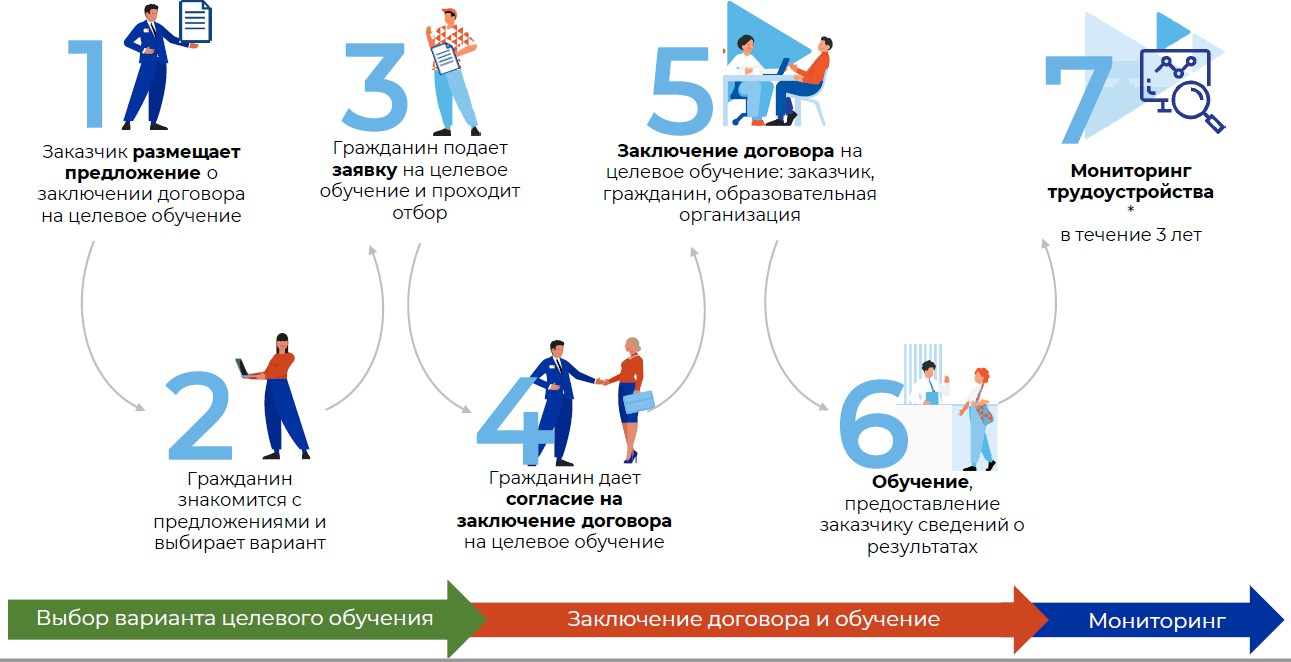 1
Заказчик размещает
предложение о
заключении договора
на целевое обучение
2
Гражданин
знакомится с
предложениями и
выбирает вариант
3
Гражданин подает
заявку на целевое
обучение и проходит
отбор
4
Гражданин дает
согласие на
заключение договора
на целевое обучение
5
Заключение договора на
целевое обучение: заказчик,
гражданин, образовательная
организация
6
Обучение,
предоставление
заказчику сведений о
результатах
7
Мониторинг
трудоустройства
*
в течение 3 лет
Выбор варианта целевого обучения
Заключение договора и обучение
Мониторинг